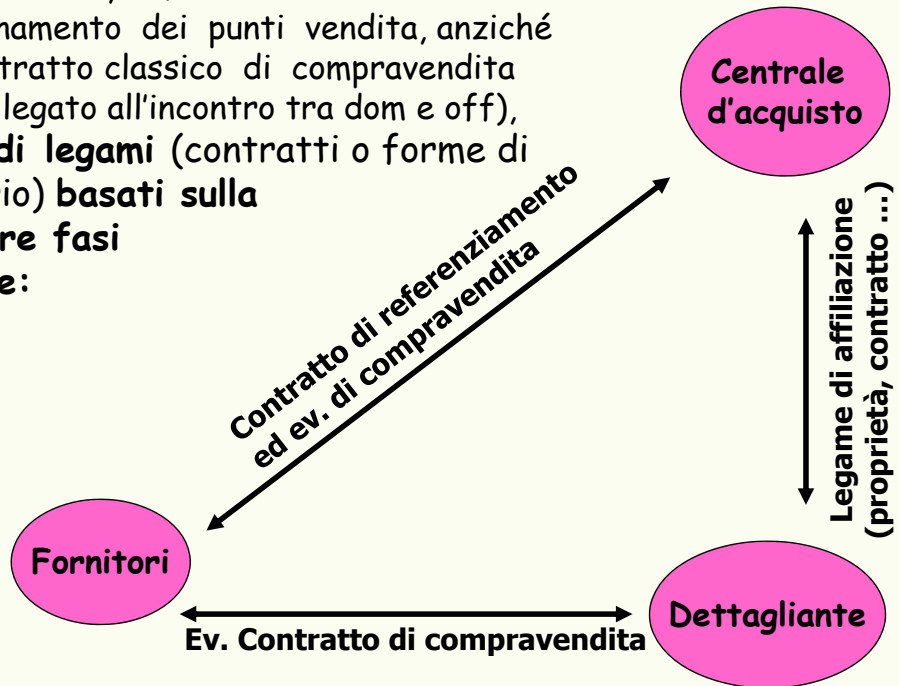 namento dei punti vendita, anziché
tratto classico di compravendita
legato all'incontro tra dom e off),
di legami (contratti o forme di
io) basati sulla
re fasi
e:
Centrale
d'acquisto
Contratto di referenziamento
ed ev. di compravendita
Legame di affiliazione
(proprietà, contratto ...)
Fornitori
Ev. Contratto di compravendita
Dettagliante